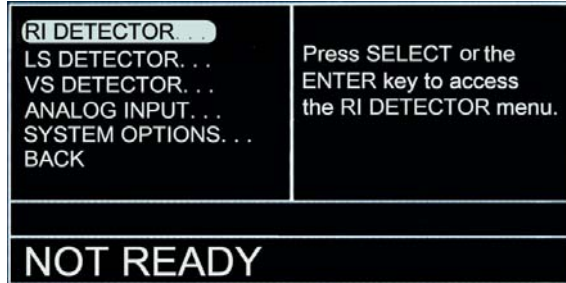 RI DETECTOR. . .
LS DETECTOR. . .
VS DETECTOR. . .
ANALOG INPUT. . .
SYSTEM OPTIONS. . .
BACK
Press SELECT or the
ENTER key to access
the RI DETECTOR menu.
NOT READY